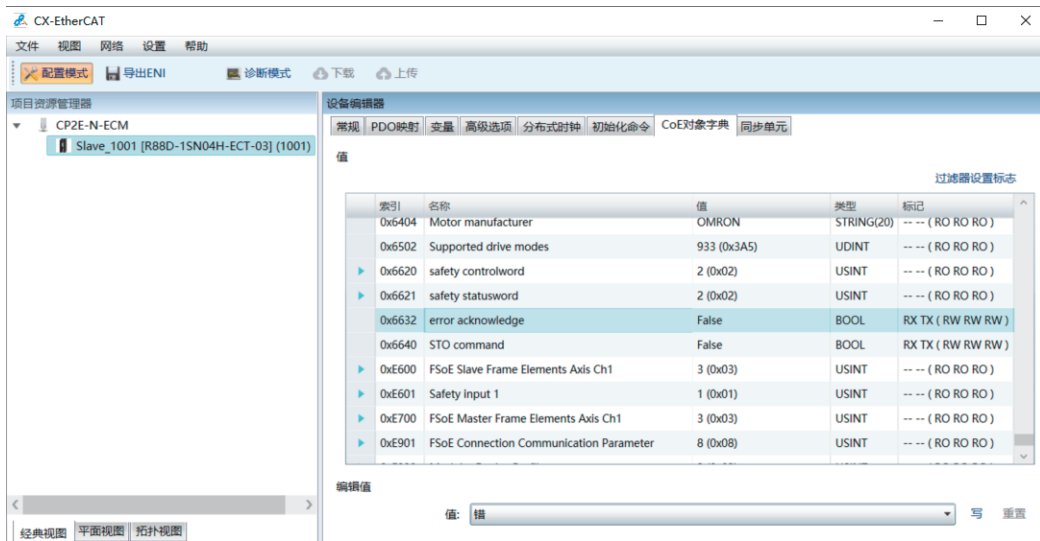 CX-EtherCAT
文件 视图 网络 设置 帮助
配置模式 导出ENI 诊断模式 下载 上传
项目资源管理器
CP2E-N-ECM
Slave_1001 [R88D-1SN04H-ECT-03] (1001)
经典视图 平面视图 拓扑视图
设备编辑器
常规 PDO映射 变量 高级选项 分布式时钟 初始化命令 CoE对象字典 同步单元
值
过滤器设置标志
索引 名称 值 类型 标记
0x6404 Motor manufacturer OMRON STRING(20) -- -- ( RO RO RO )
0x6502 Supported drive modes 933 (0x3A5) UDINT -- -- ( RO RO RO )
0x6620 safety controlword 2 (0x02) USINT -- -- ( RO RO RO )
0x6621 safety statusword 2 (0x02) USINT -- -- ( RO RO RO )
0x6632 error acknowledge False BOOL RX TX ( RW RW RW )
0x6640 STO command False BOOL RX TX ( RW RW RW )
0xE600 FSoE Slave Frame Elements Axis Ch1 3 (0x03) USINT -- -- ( RO RO RO )
0xE601 Safety input 1 1 (0x01) USINT -- -- ( RO RO RO )
0xE700 FSoE Master Frame Elements Axis Ch1 3 (0x03) USINT -- -- ( RO RO RO )
0xE901 FSoE Connection Communication Parameter 8 (0x08) USINT -- -- ( RO RO RO )
编辑值
值: 错 写 重置